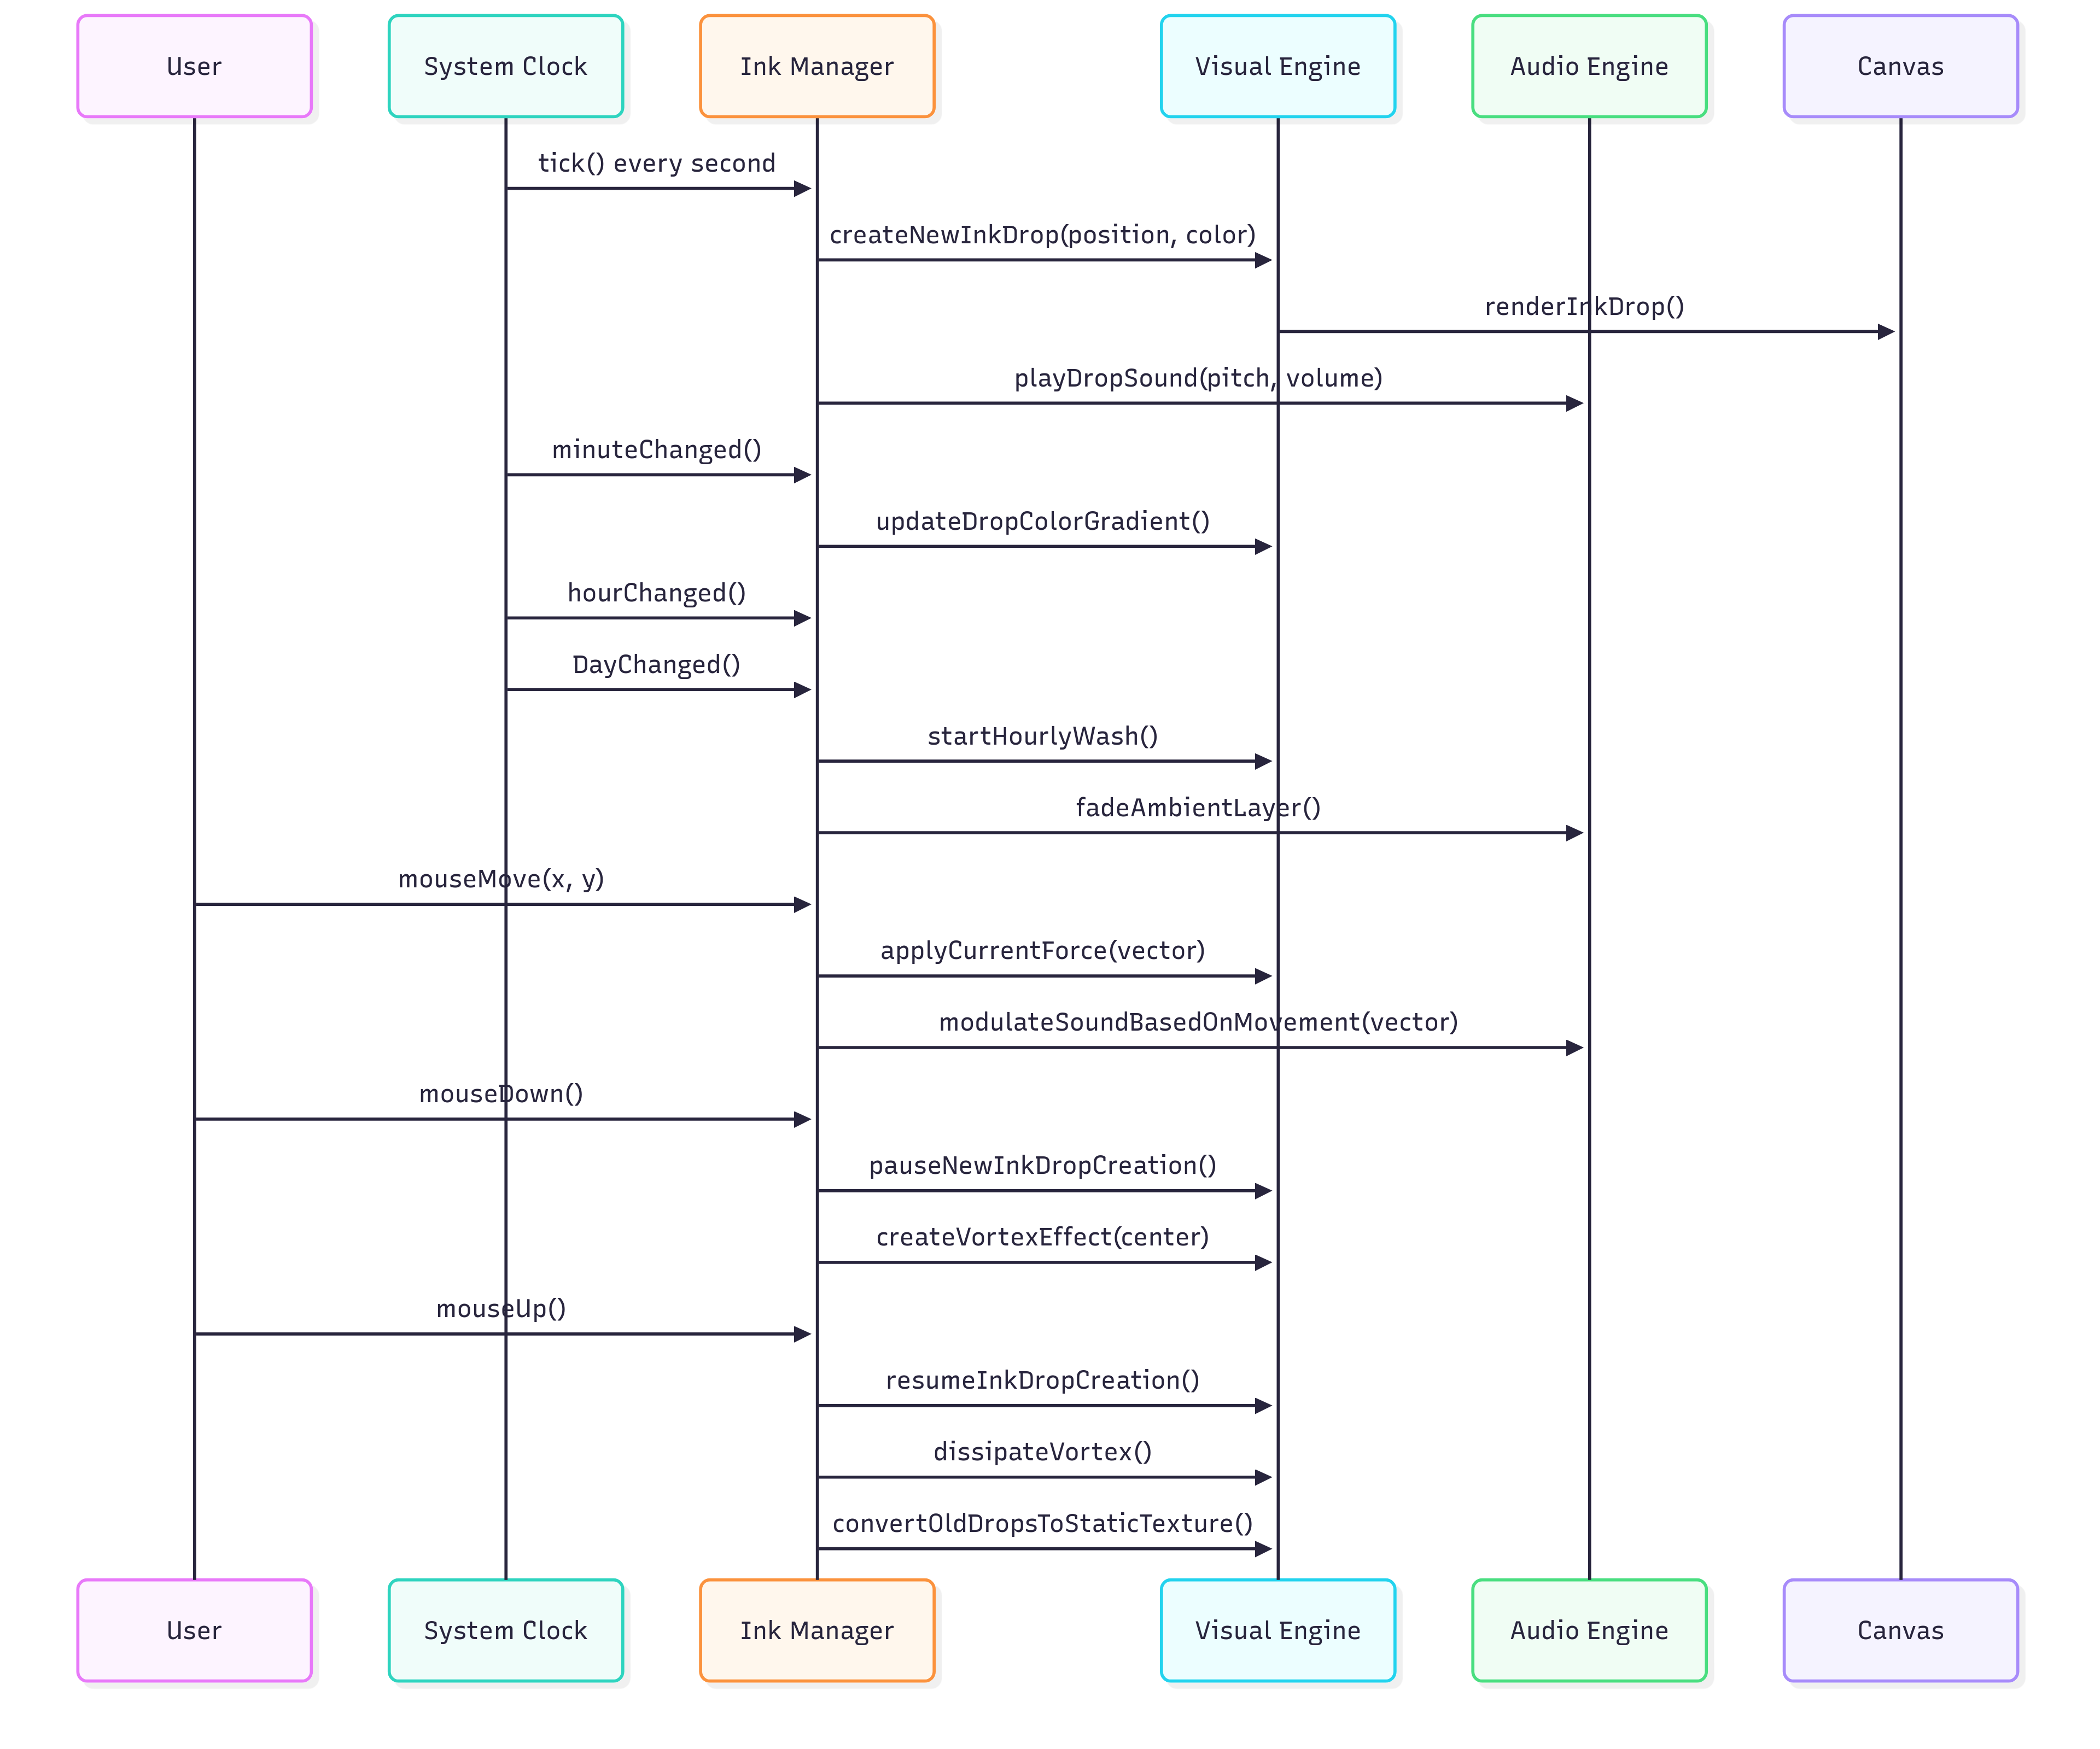 User
System Clock
Ink Manager
Visual Engine
Audio Engine
Canvas
tick() every second
createNewInkDrop(position, color)
renderInkDrop()
playDropSound(pitch, volume)
minuteChanged()
updateDropColorGradient()
hourChanged()
DayChanged()
startHourlyWash()
fadeAmbientLayer()
mouseMove(x, y)
applyCurrentForce(vector)
modulateSoundBasedOnMovement(vector)
mouseDown()
pauseNewInkDropCreation()
createVortexEffect(center)
mouseUp()
resumeInkDropCreation()
dissipateVortex()
convertOldDropsToStaticTexture()
User
System Clock
Ink Manager
Visual Engine
Audio Engine
Canvas